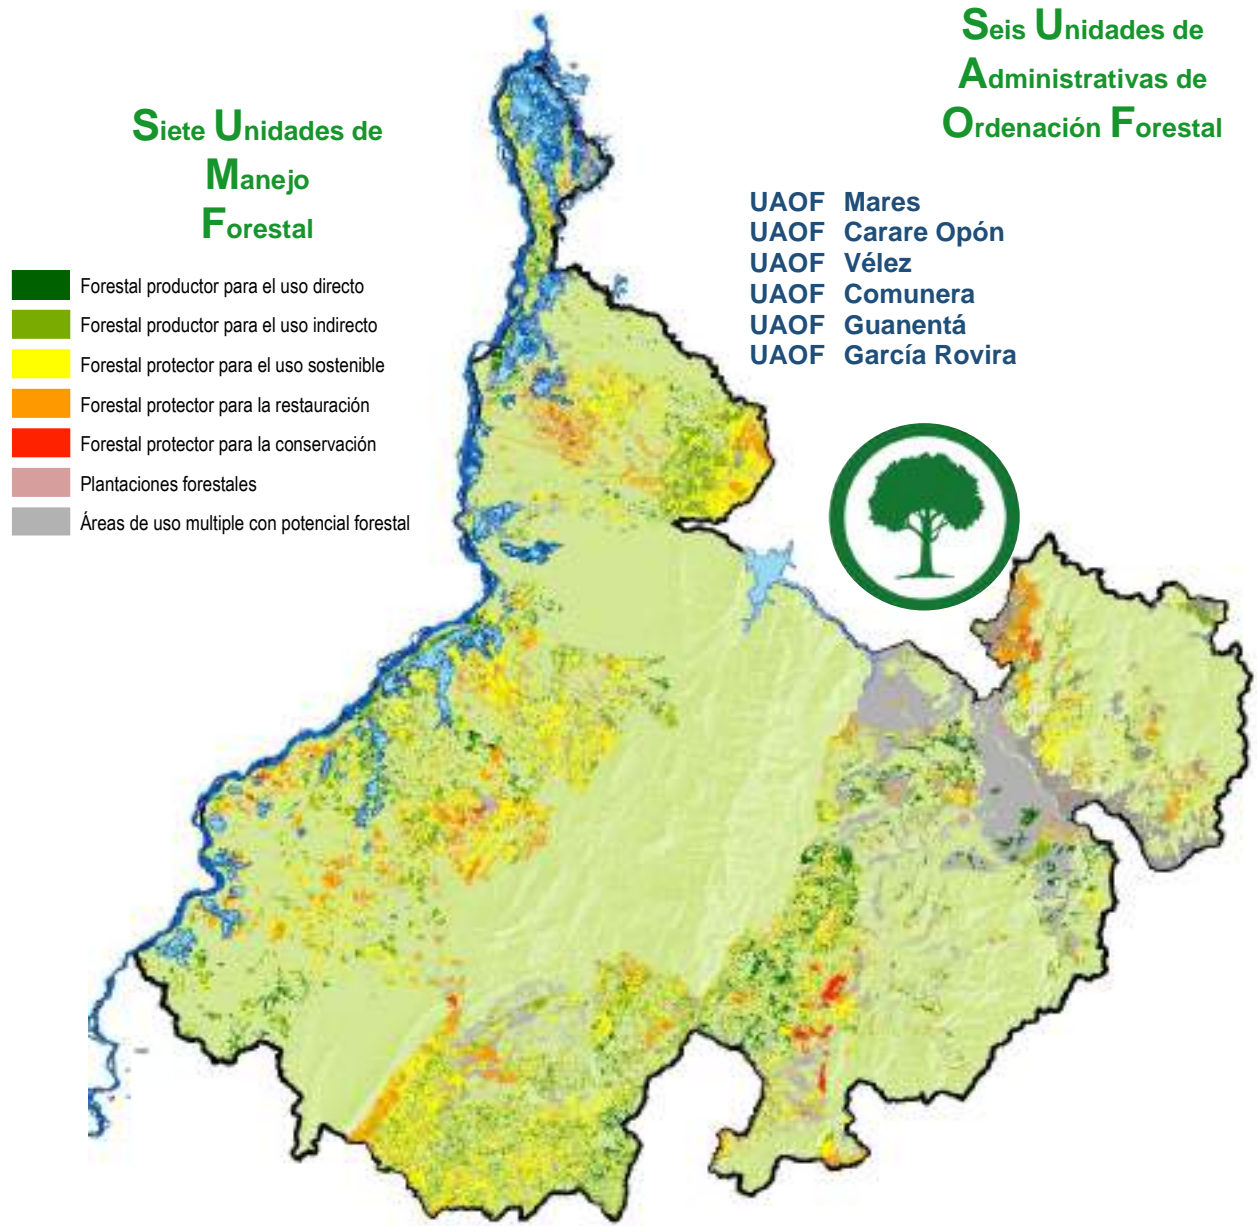 Seis Unidades de
Administrativas de
Ordenación Forestal
Siete Unidades de
Manejo
Forestal
UAOF Mares
UAOF Carare Opón
UAOF Vélez
UAOF Comunera
UAOF Guanentá
UAOF García Rovira
Forestal productor para el uso directo
Forestal productor para el uso indirecto
Forestal protector para el uso sostenible
Forestal protector para la restauración
Forestal protector para la conservación
Plantaciones forestales
Áreas de uso multiple con potencial forestal